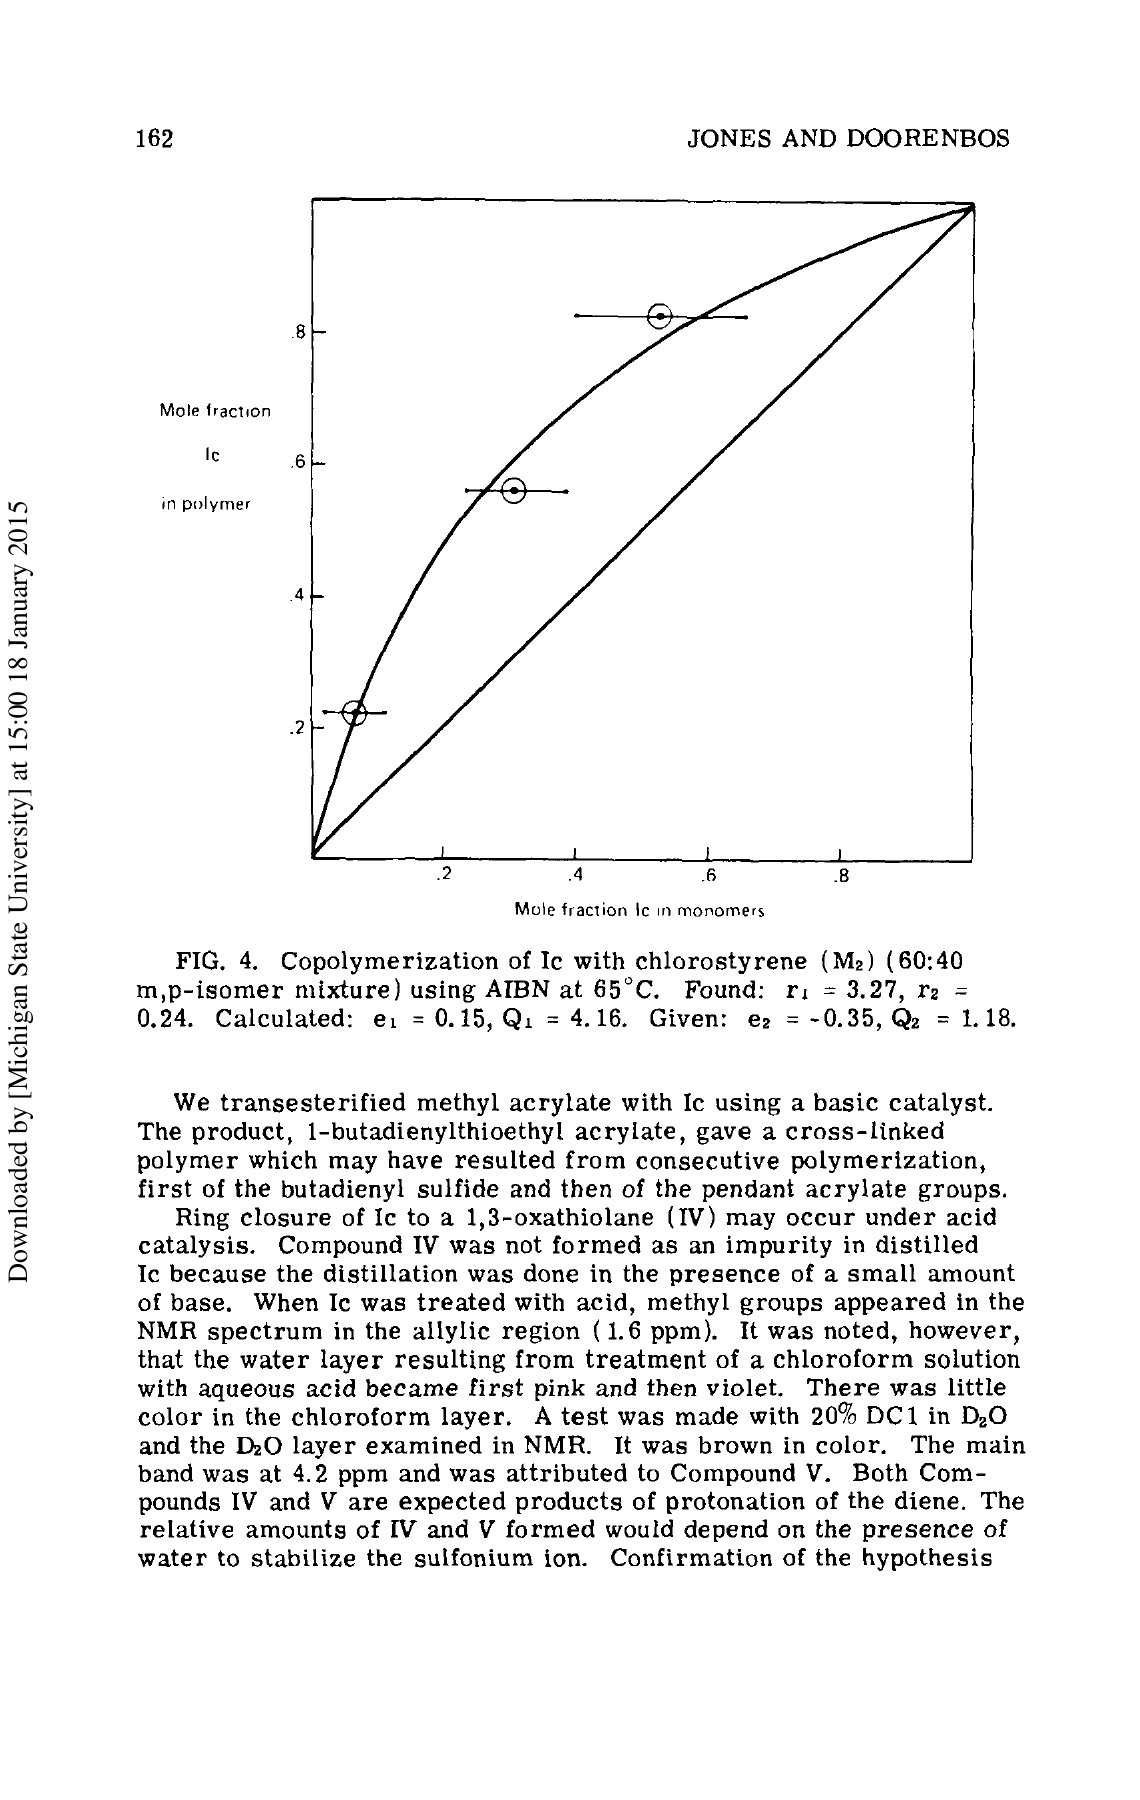 162 JONES AND DOORENBOS
.8
Mole fraction
Ic
.6
in polymer
.4
.2
.2 .4 .6 .8
Mole fraction Ic in monomers
FIG. 4. Copolymerization of Ic with chlorostyrene (M2) (60:40
m,p-isomer mixture) using AIBN at 65°C. Found: r1 = 3.27, r2 =
0.24. Calculated: e1 = 0.15, Q1 = 4.16. Given: e2 = -0.35, Q2 = 1.18.
We transesterified methyl acrylate with Ic using a basic catalyst.
The product, 1-butadienylthioethyl acrylate, gave a cross-linked
polymer which may have resulted from consecutive polymerization,
first of the butadienyl sulfide and then of the pendant acrylate groups.
Ring closure of Ic to a 1,3-oxathiolane (IV) may occur under acid
catalysis. Compound IV was not formed as an impurity in distilled
Ic because the distillation was done in the presence of a small amount
of base. When Ic was treated with acid, methyl groups appeared in the
NMR spectrum in the allylic region (1.6 ppm). It was noted, however,
that the water layer resulting from treatment of a chloroform solution
with aqueous acid became first pink and then violet. There was little
color in the chloroform layer. A test was made with 20% DCl in D2O
and the D2O layer examined in NMR. It was brown in color. The main
band was at 4.2 ppm and was attributed to Compound V. Both Com-
pounds IV and V are expected products of protonation of the diene. The
relative amounts of IV and V formed would depend on the presence of
water to stabilize the sulfonium ion. Confirmation of the hypothesis
Downloaded by [Michigan State University] at 15:00 18 January 2015